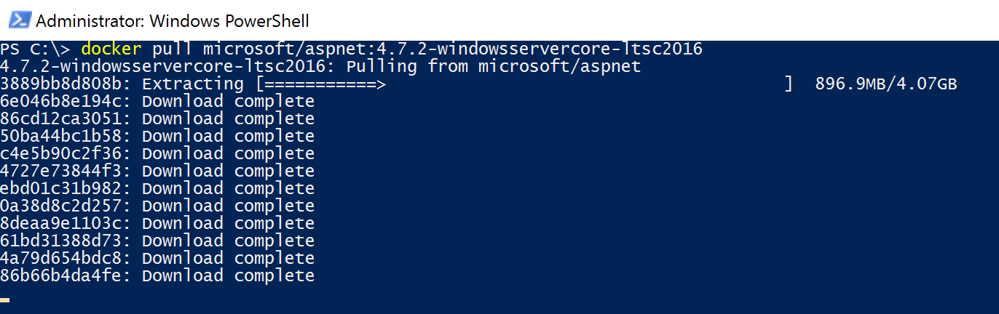 Administrator: Windows PowerShell
PS C:\> docker pull microsoft/aspnet:4.7.2-windowsservercore-ltsc2016
4.7.2-windowsservercore-ltsc2016: Pulling from microsoft/aspnet
3889bb8d808b: Extracting [===========>                                       ]  896.9MB/4.07GB
6e046b8e194c: Download complete
86cd12ca3051: Download complete
50ba44bc1b58: Download complete
c4e5b90c2f36: Download complete
4727e73844f3: Download complete
ebd01c31b982: Download complete
0a38d8c2d257: Download complete
8deaa9e1103c: Download complete
61bd31388d73: Download complete
4a79d654bdc8: Download complete
86b66b4da4fe: Download complete